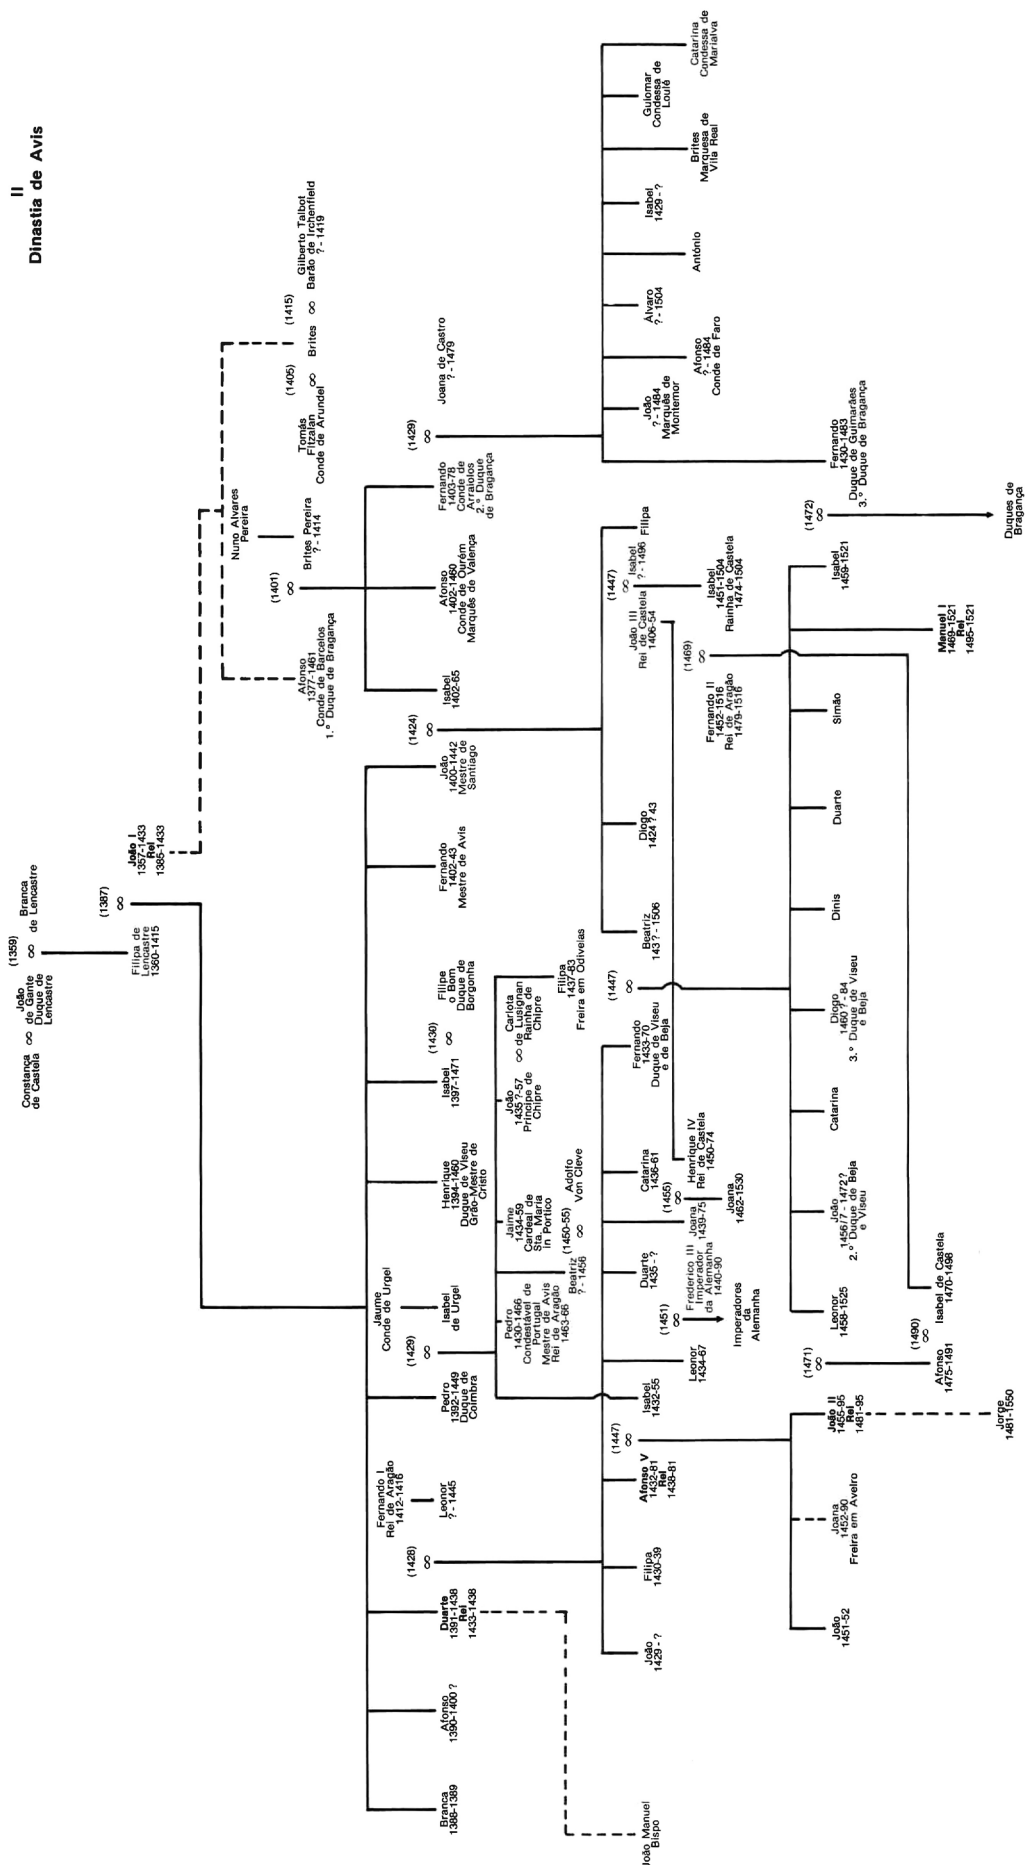 II
Dinastia de Avis
(1359)
Constança
de Castela
∞
João
de Gante
Duque de
Lencastre
∞
Branca
de Lencastre
(1387)
∞
Filipa de
Lencastre
1360-1415
João I
Rei
1357-1433
1385-1433
Nuno Alvares
Pereira
(1401)
∞
Afonso
1377-1461
Conde de Barcelos
1.º Duque de Bragança
Brites Pereira
? - 1414
(1405)
Tomás
Fitzalan
Conde de Arundel
∞
Brites
(1415)
∞
Gilberto Talbot
Barão de Irchenfield
? - 1419
Branca
1388-1389
Afonso
1390-1400 ?
Duarte
1391-1438
Rei
1433-1438
(1428)
∞
Fernando I
Rei de Aragão
1412-1416
Leonor
? - 1445
Pedro
1392-1449
Duque de
Coimbra
(1429)
∞
Jaume
Conde de Urgel
Isabel
de Urgel
Henrique
1394-1460
Duque de Viseu
Grão-Mestre de
Cristo
Isabel
1397-1471
(1430)
∞
Filipe
o Bom
Duque de
Borgonha
Fernando
1402-43
Mestre de Avis
João
1400-1442
Mestre de
Santiago
(1424)
∞
Isabel
1402-65
Afonso
1402-1460
Conde de Ourém
Marquês de Valença
Fernando
1403-78
Conde de
Arraiolos
2.º Duque
de Bragança
(1429)
∞
Joana de Castro
? - 1479
Pedro
1430-1466
Condestável de
Portugal
Mestre de Avis
Rei de Aragão
1463-66
Jaime
1434-59
Cardeal de
Sta. Maria
in Portico
João
1435 ?-57
Príncipe de
Chipre
∞
Carlota
de Lusignan
Rainha de
Chipre
Beatriz
? - 1456
(1450-55)
∞
Adolfo
Von Cleve
Filipa
1437-83
Freira em Odivelas
João Manuel
Bispo
João
1429 - ?
Filipa
1430-39
Afonso V
1432-81
Rei
1438-81
(1447)
∞
Isabel
1432-55
Leonor
1434-67
(1451)
∞
Frederico III
Imperador
da Alemanha
1440-90
Imperadores
da
Alemanha
Duarte
1435 - ?
Joana
1439-75
(1455)
∞
Henrique IV
Rei de Castela
1450-74
Joana
1462-1530
Catarina
1436-61
Fernando
1433-70
Duque de Viseu
e de Beja
(1447)
∞
Beatriz
143 ? - 1506
Diogo
1424 ? 43
João III
Rei de Castela
1406-54
(1447)
∞
Isabel
? - 1496
Filipa
Isabel
1451-1504
Rainha de Castela
1474-1504
(1469)
∞
Fernando II
1452-1516
Rei de Aragão
1479-1516
João
? - 1484
Marquês de
Montemor
Afonso
? - 1484
Conde de Faro
Álvaro
? - 1504
António
Isabel
1429 - ?
Brites
Marquesa de
Vila Real
Guiomar
Condessa de
Loulé
Catarina
Condessa de
Marialva
João
1451-52
Joana
1452-90
Freira em Aveiro
João II
1455-95
Rei
1481-95
(1471)
∞
Leonor
1458-1525
João
1456/7 - 1472 ?
2.º Duque de Beja
e Viseu
Catarina
Diogo
1460 ? - 84
3.º Duque de Viseu
e Beja
Dinis
Duarte
Simão
Manuel I
1469-1521
Rei
1495-1521
Isabel
1459-1521
(1472)
∞
Fernando
1430-1483
Duque de Guimarães
3.º Duque de Bragança
Afonso
1475-1491
(1490)
∞
Isabel de Castela
1470-1498
Jorge
1481-1550
Duques de
Bragança